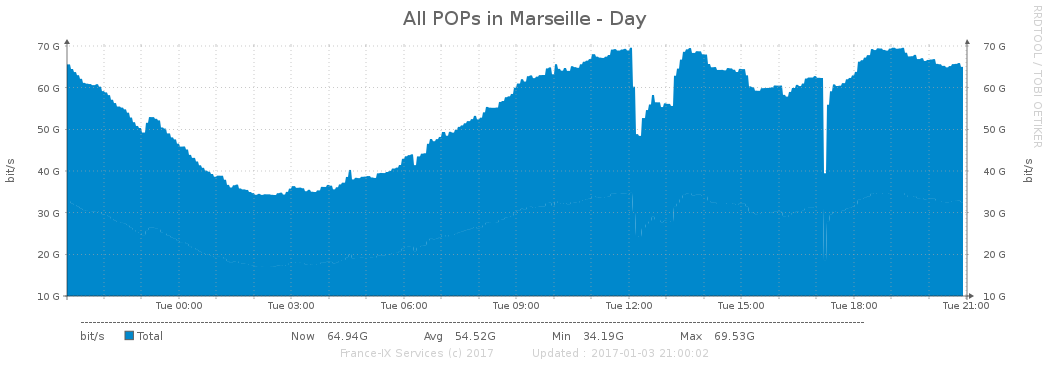 All POPs in Marseille - Day
RRDTOOL / TOBI OETIKER
bit/s
70 G 70 G
60 G 60 G
50 G 50 G
40 G 40 G
30 G 30 G
20 G 20 G
10 G 10 G
bit/s
Tue 00:00 Tue 03:00 Tue 06:00 Tue 09:00 Tue 12:00 Tue 15:00 Tue 18:00 Tue 21:00
bit/s Total Now 64.94G Avg 54.52G Min 34.19G Max 69.53G
France-IX Services (c) 2017 Updated : 2017-01-03 21:00:02